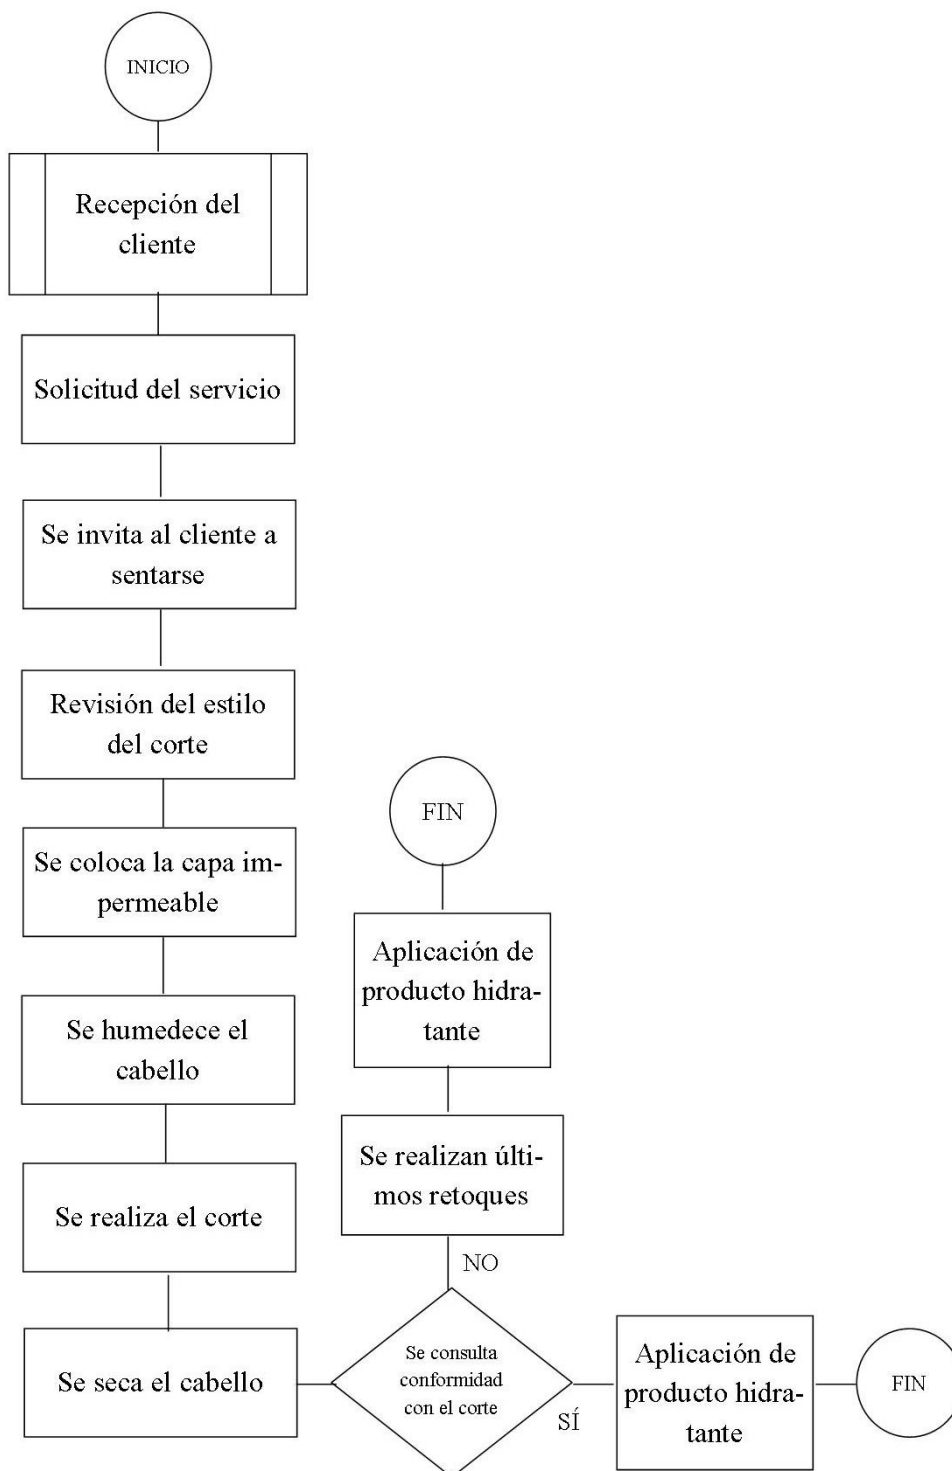 INICIO
Recepción del
cliente
Solicitud del servicio
Se invita al cliente a
sentarse
Revisión del estilo
del corte
Se coloca la capa im-
permeable
Se humedece el
cabello
Se realiza el corte
Se seca el cabello
Se consulta
conformidad
con el corte
NO
Se realizan últi-
mos retoques
Aplicación de
producto hidra-
tante
FIN
SÍ
Aplicación de
producto hidra-
tante
FIN